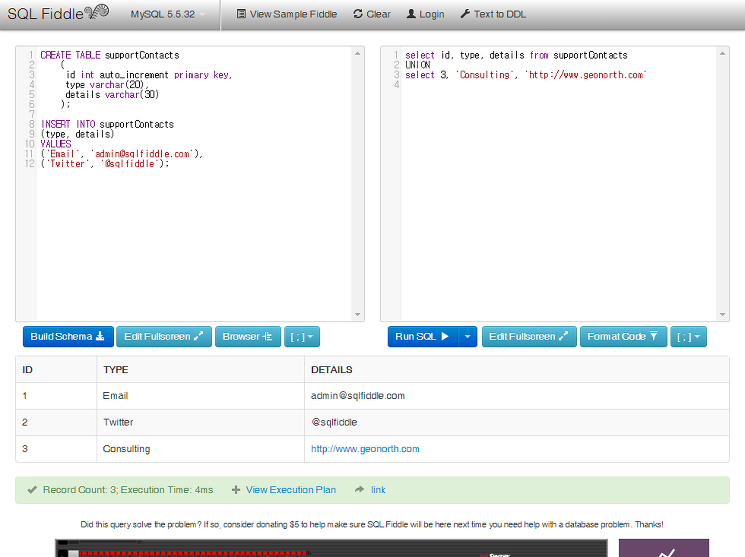 SQL Fiddle MySQL 5.5.32 View Sample Fiddle Clear Login Text to DDL
1 CREATE TABLE supportContacts
2 (
3 id int auto_increment primary key,
4 type varchar(20),
5 details varchar(30)
6 );
7
8 INSERT INTO supportContacts
9 (type, details)
10 VALUES
11 ('Email', 'admin@sqlfiddle.com'),
12 ('Twitter', '@sqlfiddle');
1 select id, type, details from supportContacts
2 UNION
3 select 3, 'Consulting', 'http://www.geonorth.com'
4
Build Schema Edit Fullscreen Browser [ ; ] Run SQL Edit Fullscreen Format Code [ ; ]
ID TYPE DETAILS
1 Email admin@sqlfiddle.com
2 Twitter @sqlfiddle
3 Consulting http://www.geonorth.com
Record Count: 3; Execution Time: 4ms View Execution Plan link
Did this query solve the problem? If so, consider donating $5 to help make sure SQL Fiddle will be here next time you need help with a database problem. Thanks!